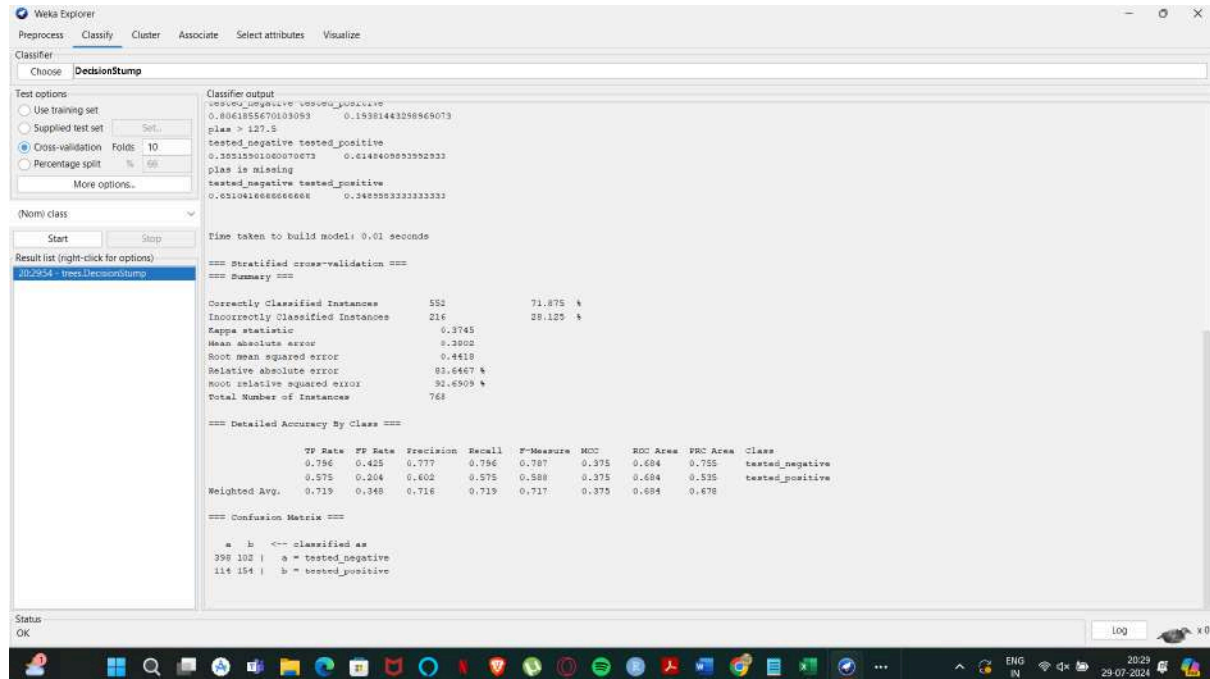 Weka Explorer
Preprocess Classify Cluster Associate Select attributes Visualize
Classifier
Choose DecisionStump
Test options
Use training set
Supplied test set Set...
Cross-validation Folds 10
Percentage split % 66
More options...
(Nom) class
Start Stop
Result list (right-click for options)
20:29:54 - trees.DecisionStump
Classifier output
tested_negative tested_positive
0.8061855670103093 0.19381443298969073
plas > 127.5
tested_negative tested_positive
plas is missing
tested_negative tested_positive
Time taken to build model: 0.01 seconds
=== Stratified cross-validation ===
=== Summary ===
Correctly Classified Instances 552 71.875 %
Incorrectly Classified Instances 216 28.125 %
Kappa statistic 0.3745
Mean absolute error 0.3802
Root mean squared error 0.4418
Relative absolute error 83.6467 %
Root relative squared error 92.6909 %
Total Number of Instances 768
=== Detailed Accuracy By Class ===
TP Rate FP Rate Precision Recall F-Measure MCC ROC Area PRC Area Class
0.796 0.425 0.777 0.796 0.787 0.375 0.684 0.755 tested_negative
0.575 0.204 0.602 0.575 0.588 0.375 0.684 0.535 tested_positive
Weighted Avg. 0.719 0.348 0.716 0.719 0.717 0.375 0.684 0.678
=== Confusion Matrix ===
a b <-- classified as
398 102 | a = tested_negative
114 154 | b = tested_positive
Status
OK
Log
x 0
ENG
IN
20:29
29-07-2024